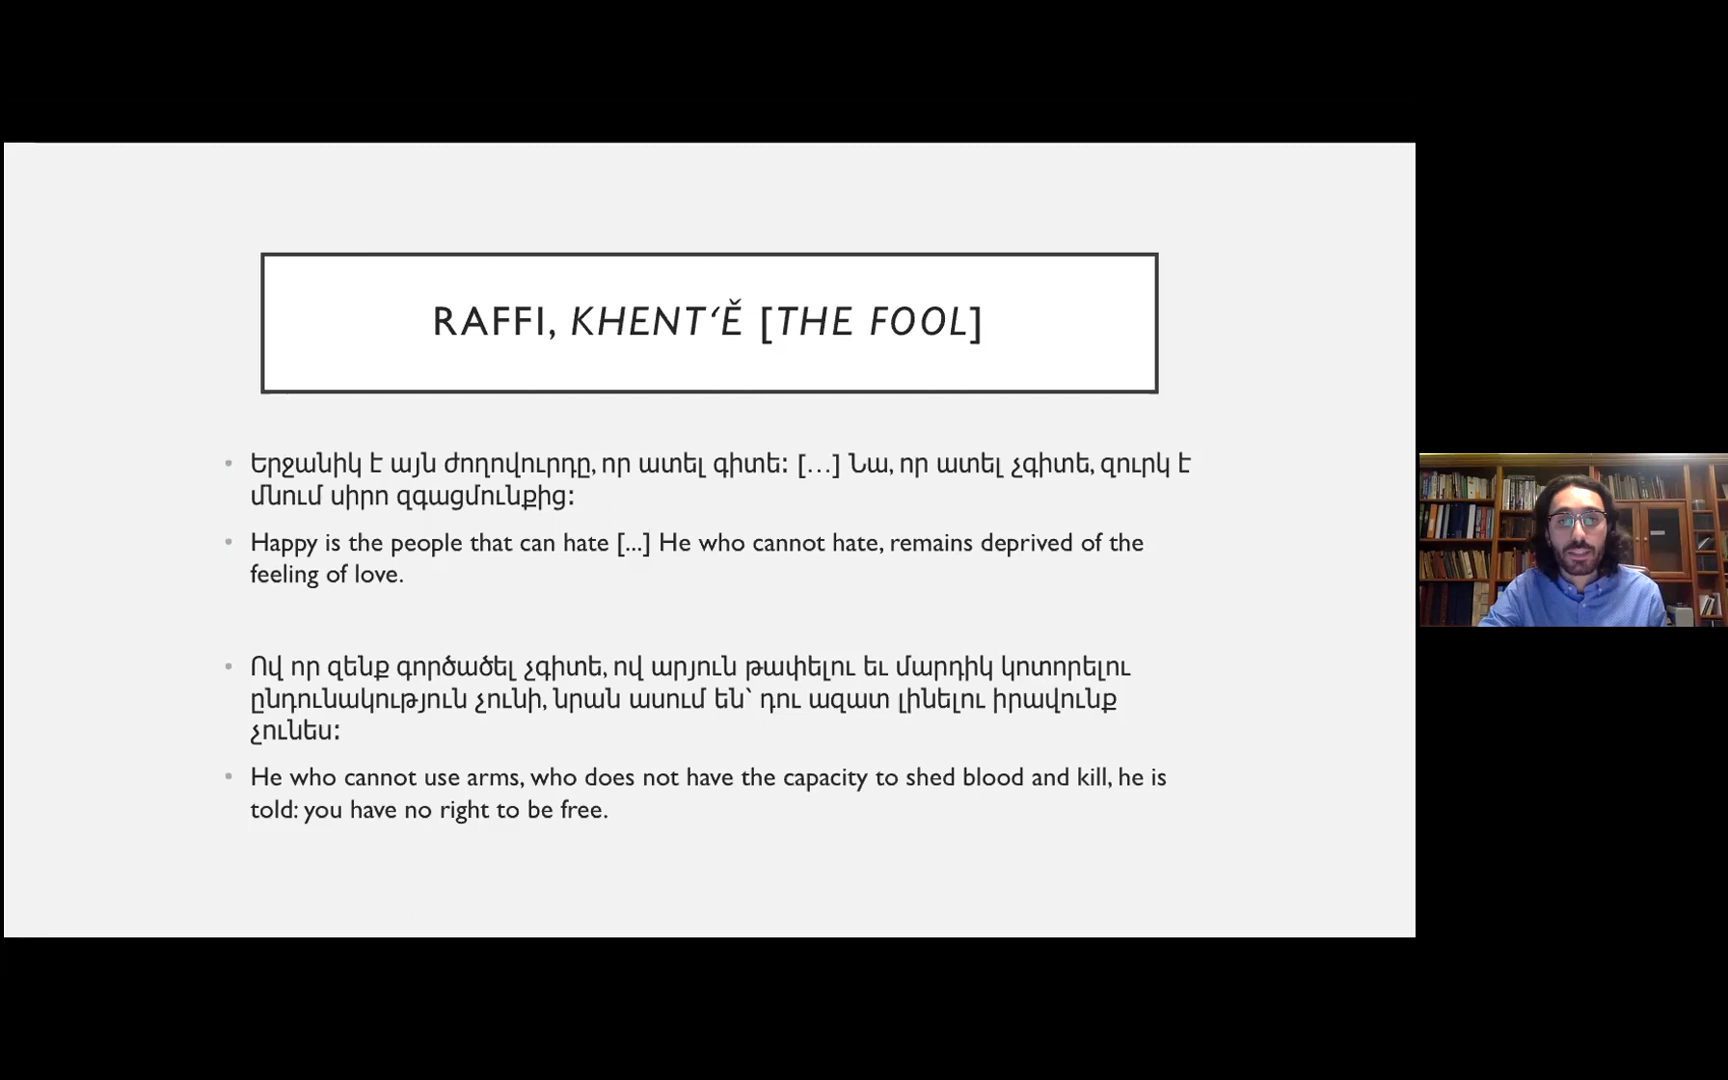 RAFFI, KHENT‘Ě [THE FOOL]
• Երջանիկ է այն ժողովուրդը, որ ատել գիտե: […] Նա, որ ատել չգիտե, զուրկ է
մնում սիրո զգացմունքից:
• Happy is the people that can hate [...] He who cannot hate, remains deprived of the
feeling of love.
• Ով որ զենք գործածել չգիտե, ով արյուն թափելու եւ մարդիկ կոտորելու
ընդունակություն չունի, նրան ասում են՝ դու ազատ լինելու իրավունք
չունես:
• He who cannot use arms, who does not have the capacity to shed blood and kill, he is
told: you have no right to be free.